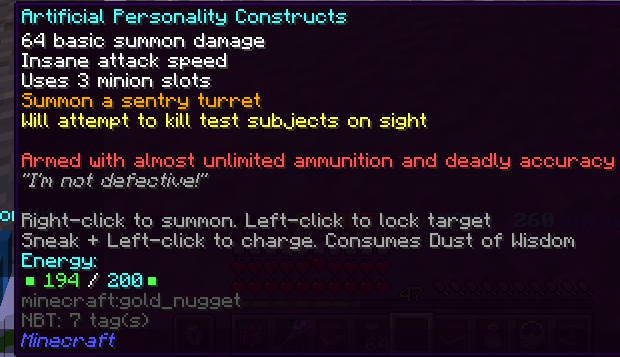 Artificial Personality Constructs
64 basic summon damage
Insane attack speed
Uses 3 minion slots
Summon a sentry turret
Will attempt to kill test subjects on sight
Armed with almost unlimited ammunition and deadly accuracy
"I'm not defective!"
Right-click to summon. Left-click to lock target
260
Sneak + Left-click to charge. Consumes Dust of Wisdom
Energy:
194 / 200
minecraft:gold_nugget
47
NBT: 7 tag(s)
Minecraft
64